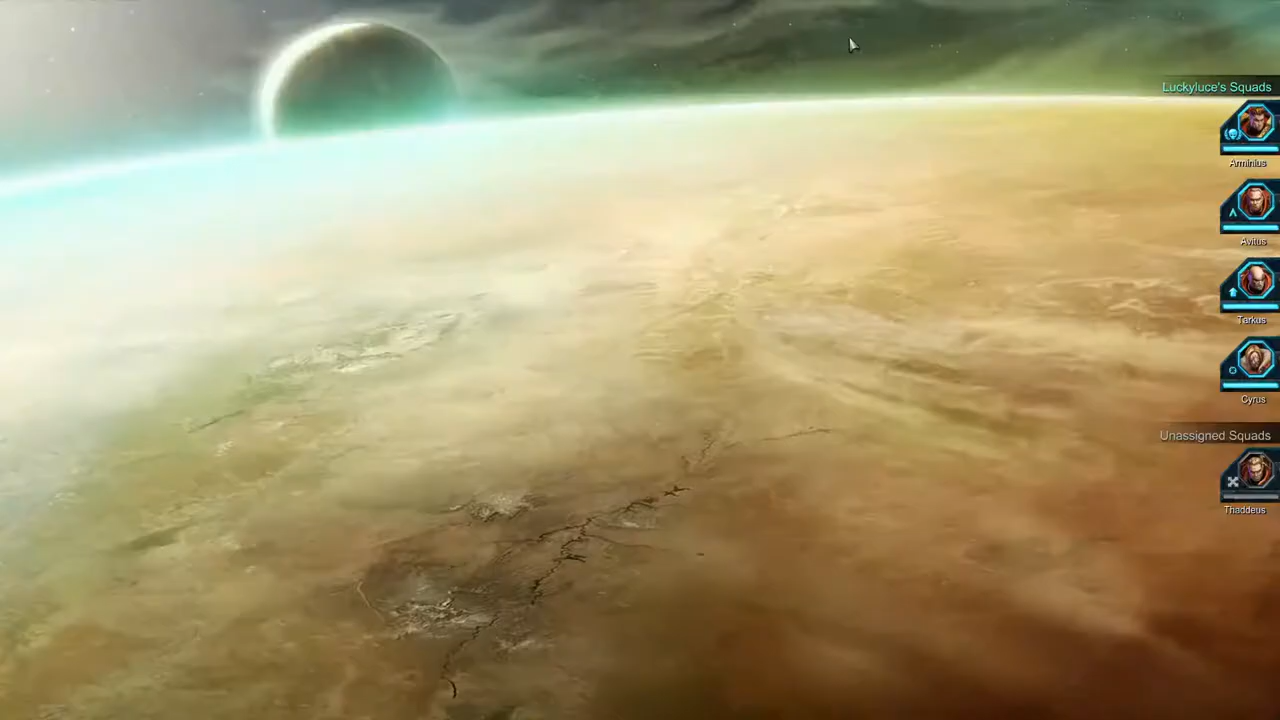 Luckyluce's Squads
Arminius
Avitus
Tarkus
Cyrus
Unassigned Squads
Thaddeus